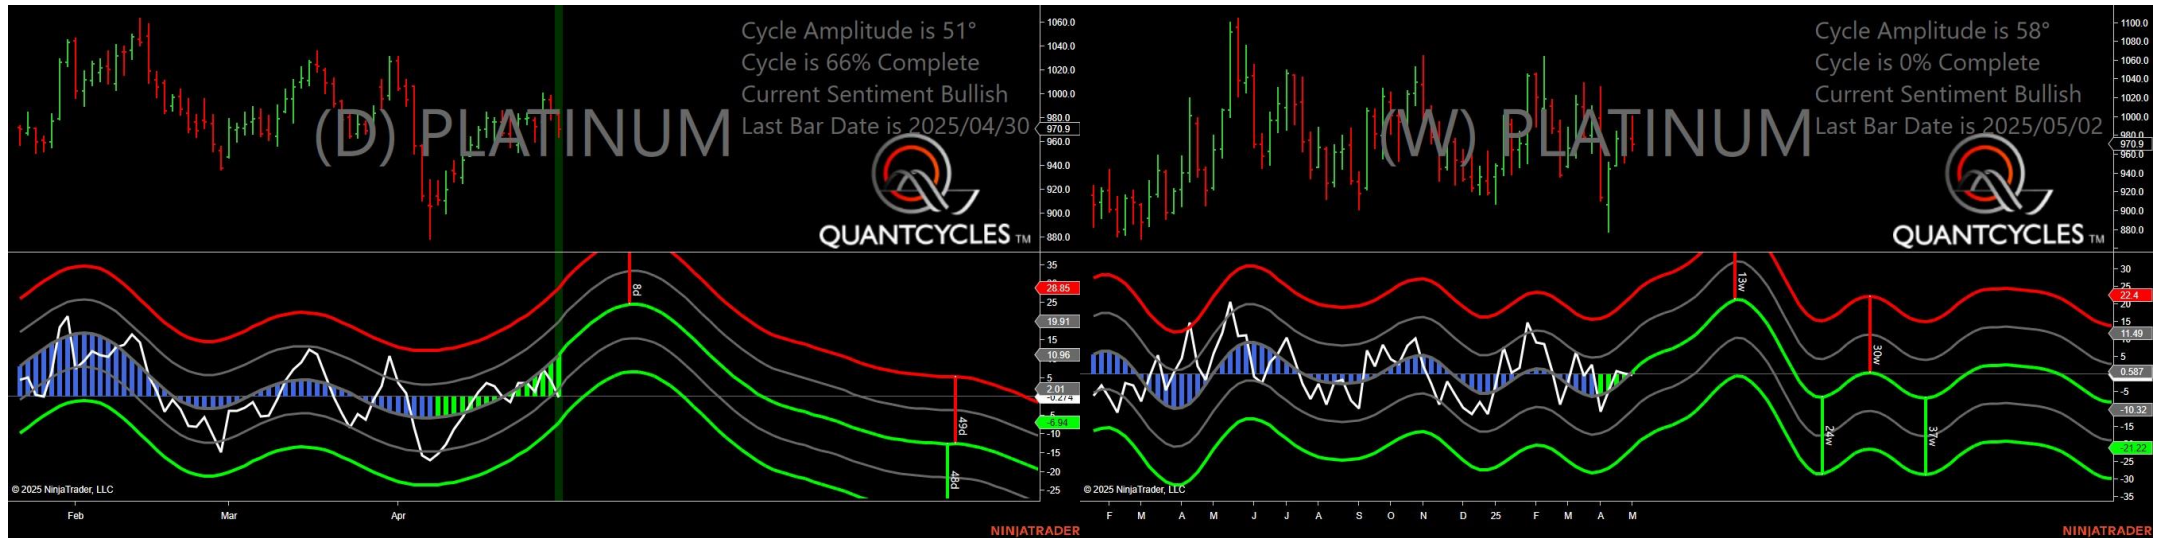 Cycle Amplitude is 51°
Cycle is 66% Complete
Current Sentiment Bullish
Last Bar Date is 2025/04/30
(D) PLATINUM
QUANTCYCLES TM
1060.0
1040.0
1020.0
1000.0
980.0
970.9
960.0
940.0
920.0
900.0
880.0
35
28.85
25
19.91
15
10.96
5
2.01
-0.274
-5
-6.94
-10
-15
-20
-25
8d
49d
48d
© 2025 NinjaTrader, LLC
Feb Mar Apr
NINJATRADER
Cycle Amplitude is 58°
Cycle is 0% Complete
Current Sentiment Bullish
Last Bar Date is 2025/05/02
(W) PLATINUM
QUANTCYCLES TM
1100.0
1080.0
1060.0
1040.0
1020.0
1000.0
980.0
970.9
960.0
940.0
920.0
900.0
880.0
30
22.4
20
15
11.49
5
0.587
-5
-10.32
-15
-21.22
-25
-30
-35
13w
30w
24w
37w
© 2025 NinjaTrader, LLC
F M A M J J A S O N D 25 F M A M
NINJATRADER